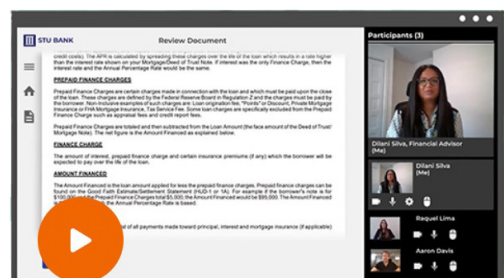 STU BANK
Review Document
Participants (3)
credit costs). The APR is calculated by spreading these charges over the life of the loan which results in a rate higher
than the interest rate shown on your Mortgage/Deed of Trust Note. If interest was the only Finance Charge, then the
interest rate and the Annual Percentage Rate would be the same.
PREPAID FINANCE CHARGES
Prepaid Finance Charges are certain charges made in connection with the loan and which must be paid upon the close
of the loan. These charges are defined by the Federal Reserve Board in Regulation Z and the charges must be paid by
the borrower. Non-inclusive examples of such charges are: Loan origination fee, "Points" or Discount, Private Mortgage
Insurance or FHA Mortgage Insurance, Tax Service Fee. Some loan charges are specifically excluded from the Prepaid
Finance Charge such as appraisal fees and credit report fees.
Prepaid Finance Charges are totaled and then subtracted from the Loan Amount (the face amount of the Deed of Trust/
Mortgage Note). The net figure is the Amount Financed as explained below.
FINANCE CHARGE
The amount of interest, prepaid finance charge and certain insurance premiums (if any) which the borrower will be
expected to pay over the life of the loan.
AMOUNT FINANCED
The Amount Financed is the loan amount applied for less the prepaid finance charges. Prepaid finance charges can be
found on the Good Faith Estimate/Settlement Statement (HUD-1 or 1A). For example if the borrower's note is for
$100,000 and the Prepaid Finance Charges total $5,000, the Amount Financed would be $95,000. The Amount Financed
the Annual Percentage Rate is based.
of all payments made toward principal, interest and mortgage insurance (if applicable)
Dilani Silva, Financial Advisor
(Me)
Dilani Silva
(Me)
Raquel Lima
Aaron Davis